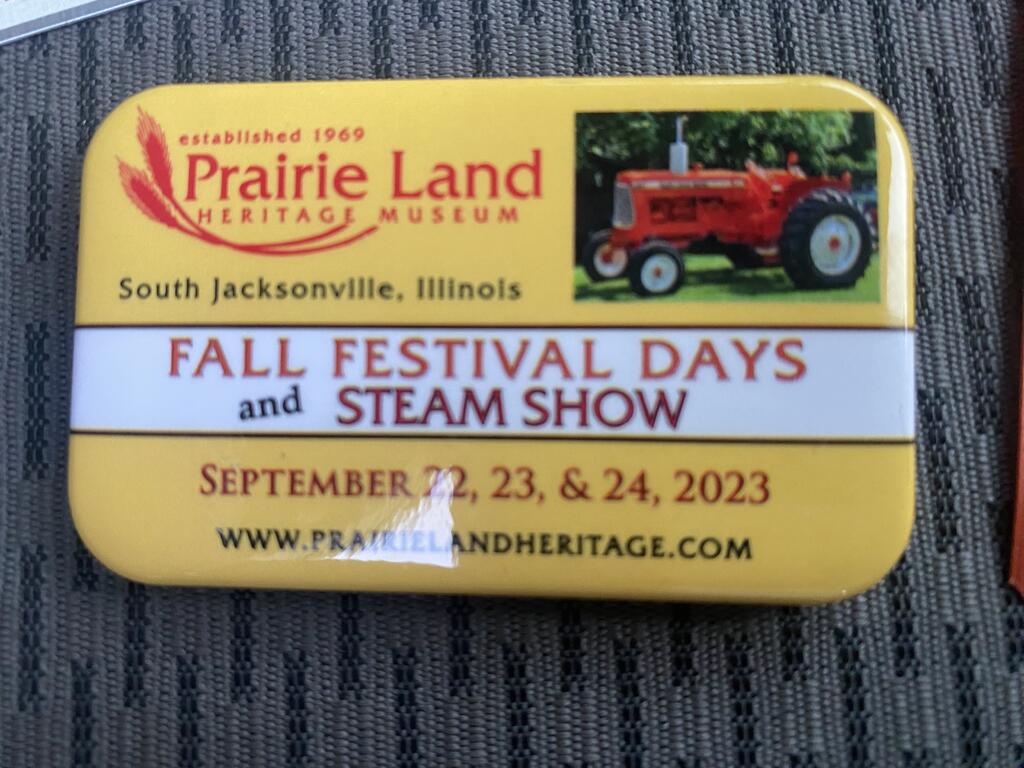 established 1969
Prairie Land
HERITAGE MUSEUM
South Jacksonville, Illinois
FALL FESTIVAL DAYS
and STEAM SHOW
SEPTEMBER 22, 23, & 24, 2023
WWW.PRAIRIELANDHERITAGE.COM